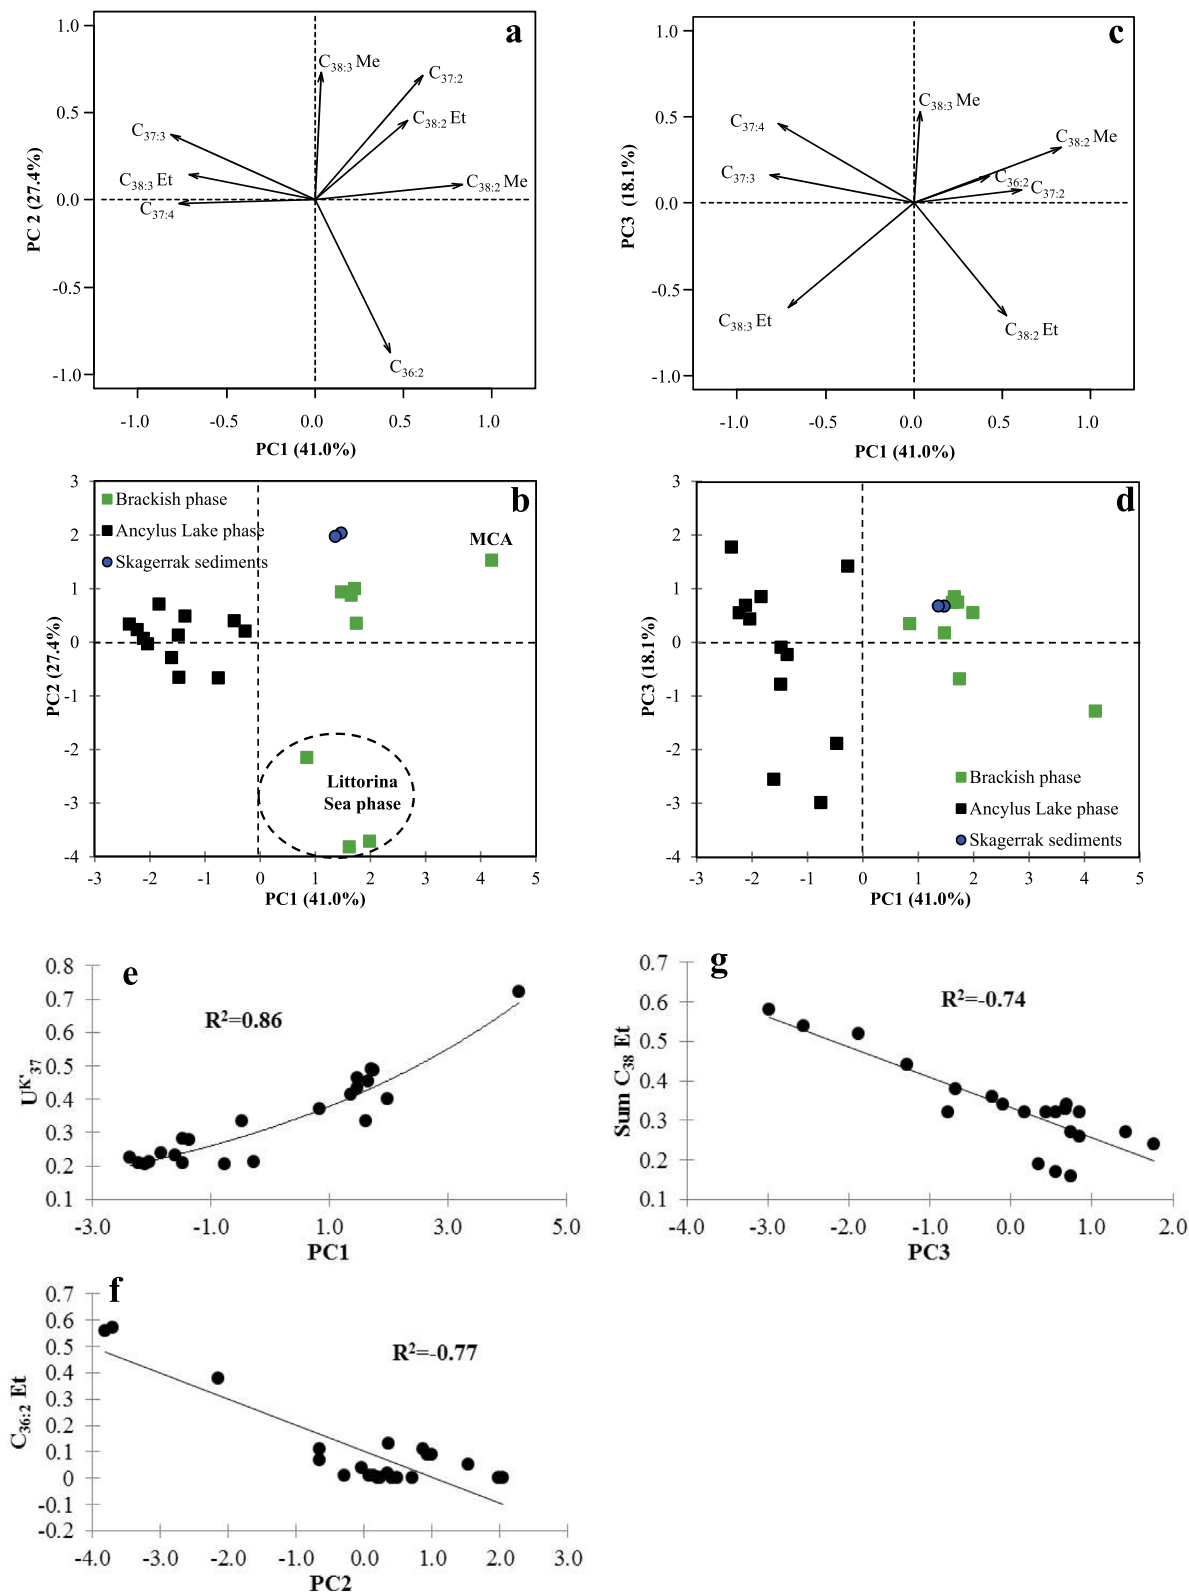 a
1.0
0.5
0.0
-0.5
-1.0
PC 2 (27.4%)
C38:3 Me
C37:2
C38:2 Et
C37:3
C38:3 Et
C37:4
C38:2 Me
C36:2
-1.0 -0.5 0.0 0.5 1.0
PC1 (41.0%)
c
1.0
0.5
0.0
-0.5
-1.0
PC3 (18.1%)
C38:3 Me
C37:4
C38:2 Me
C37:3
C36:2
C37:2
C38:3 Et
C38:2 Et
-1.0 -0.5 0.0 0.5 1.0
PC1 (41.0%)
b
3
2
1
0
-1
-2
-3
-4
PC2 (27.4%)
Brackish phase
Ancylus Lake phase
Skagerrak sediments
MCA
Littorina
Sea phase
-3 -2 -1 0 1 2 3 4 5
PC1 (41.0%)
d
3
2
1
0
-1
-2
-3
-4
PC3 (18.1%)
Brackish phase
Ancylus Lake phase
Skagerrak sediments
-3 -2 -1 0 1 2 3 4 5
PC1 (41.0%)
e
0.8
0.7
0.6
0.5
0.4
0.3
0.2
0.1
UK'37
R2=0.86
-3.0 -1.0 1.0 3.0 5.0
PC1
g
0.7
0.6
0.5
0.4
0.3
0.2
0.1
Sum C38 Et
R2=-0.74
-4.0 -3.0 -2.0 -1.0 0.0 1.0 2.0
PC3
f
0.7
0.6
0.5
0.4
0.3
0.2
0.1
0
-0.1
-0.2
C36:2 Et
R2=-0.77
-4.0 -3.0 -2.0 -1.0 0.0 1.0 2.0 3.0
PC2